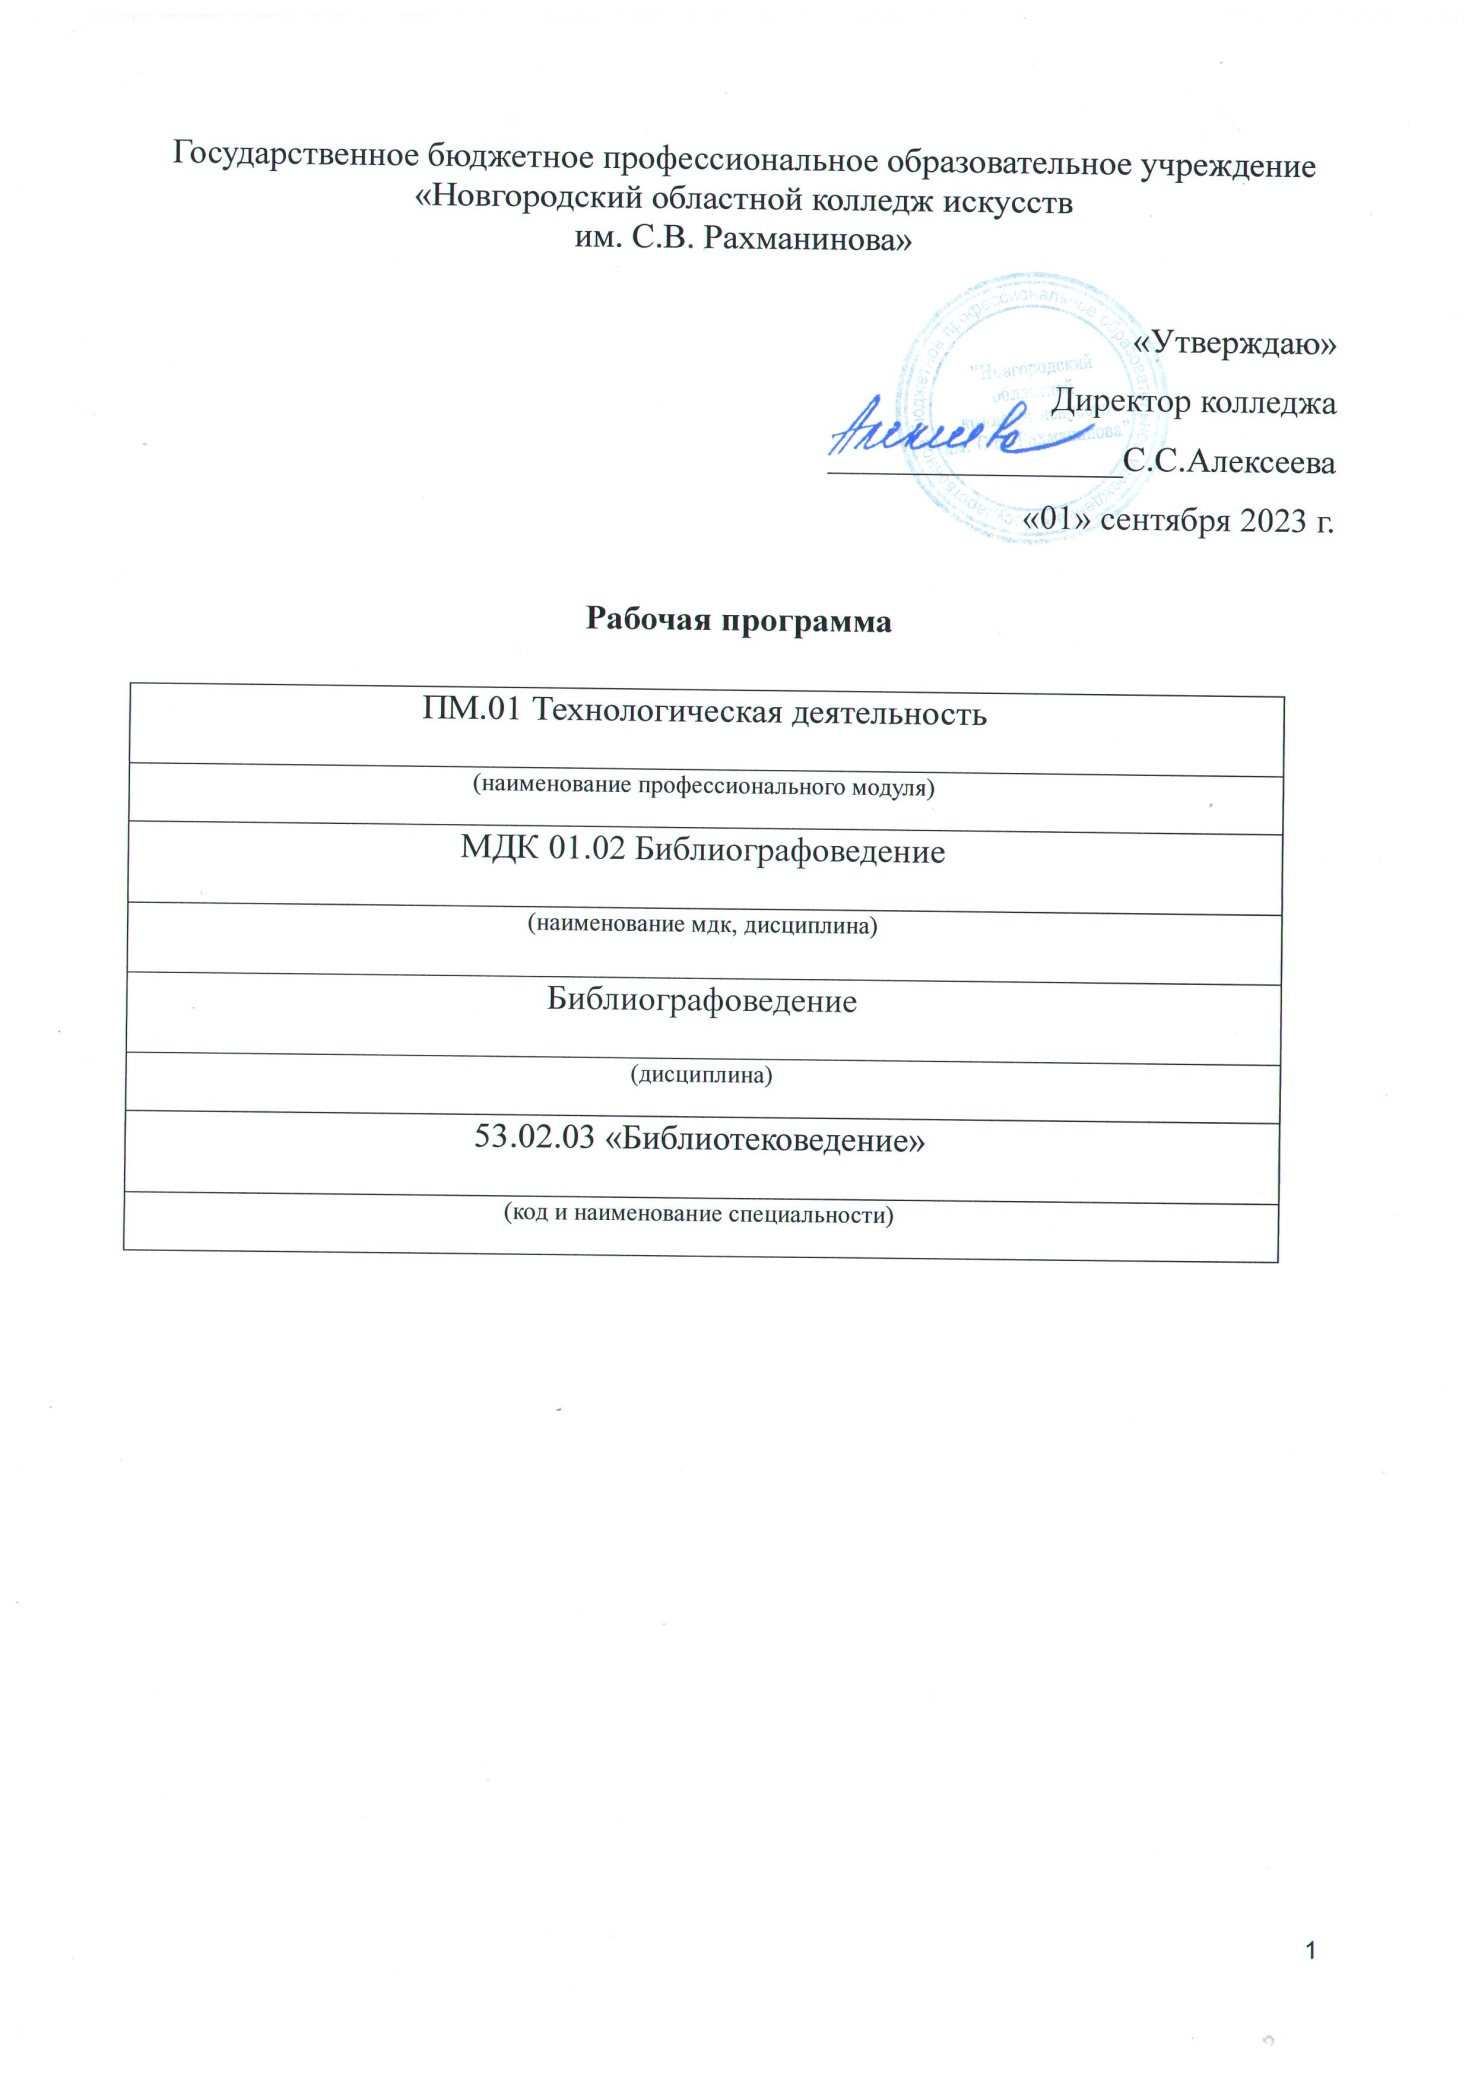 Государственное бюджетное профессиональное образовательное учреждение
«Новгородский областной колледж искусств
им. С.В. Рахманинова»
«Утверждаю»
Директор колледжа
С.С.Алексеева
«01» сентября 2023 г.
"Новгородский
Рабочая программа
ПМ.01 Технологическая деятельность
(наименование профессионального модуля)
МДК 01.02 Библиографоведение
(наименование мдк, дисциплина)
Библиографоведение
(дисциплина)
53.02.03 «Библиотековедение»
(код и наименование специальности)
1